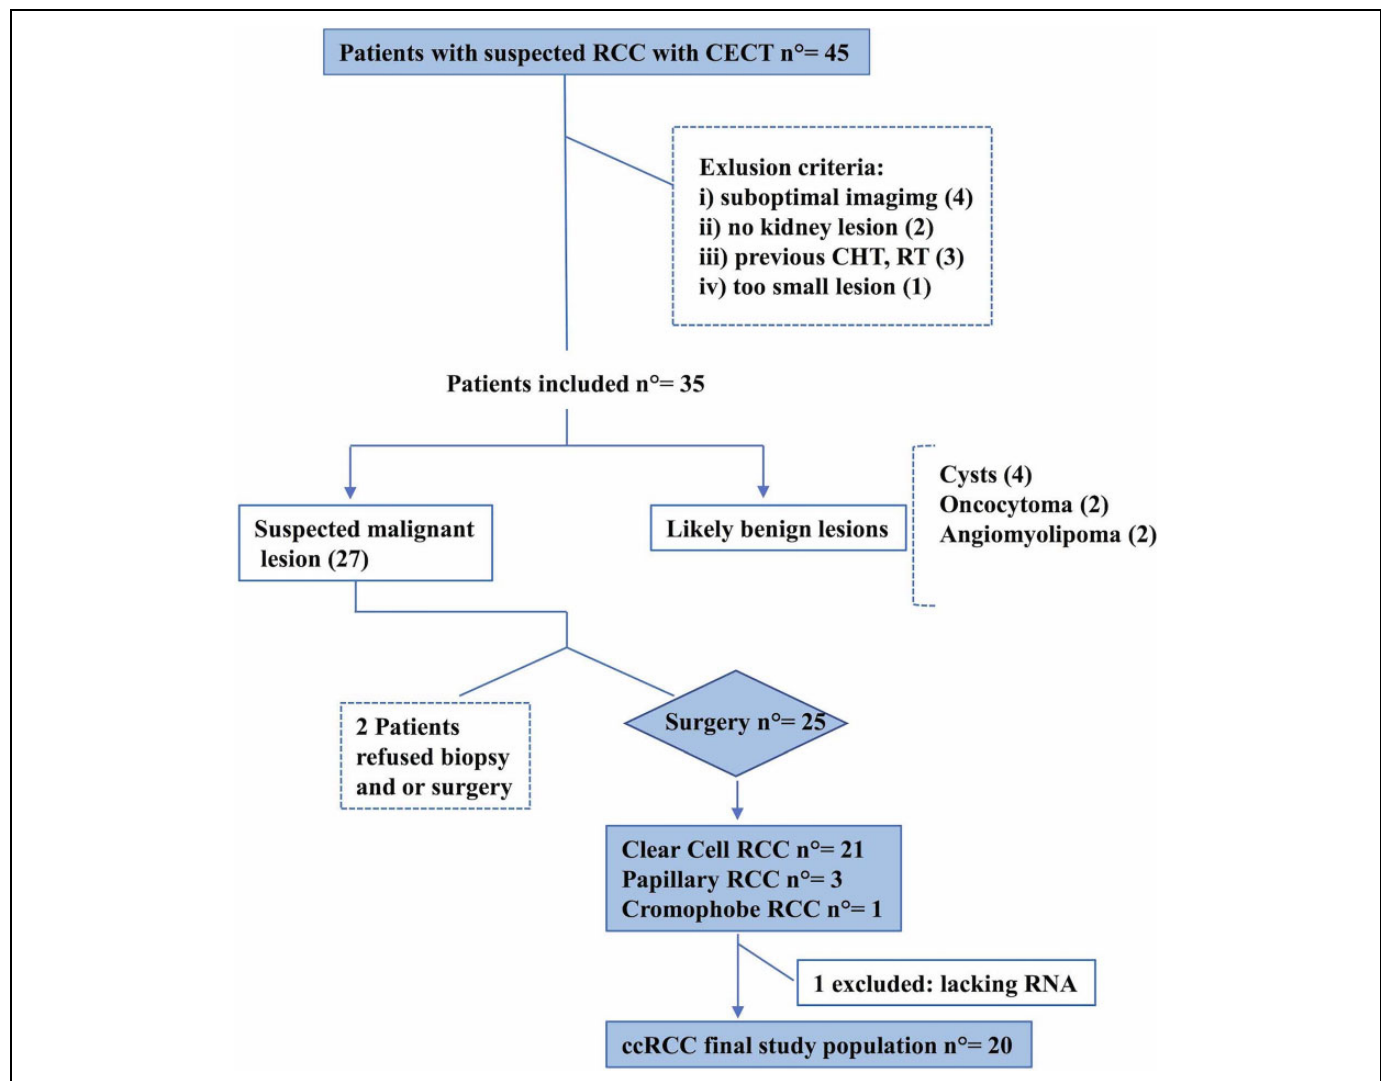 Patients with suspected RCC with CECT n°= 45
Exlusion criteria:
i) suboptimal imagimg (4)
ii) no kidney lesion (2)
iii) previous CHT, RT (3)
iv) too small lesion (1)
Patients included n°= 35
Suspected malignant
lesion (27)
Likely benign lesions
Cysts (4)
Oncocytoma (2)
Angiomyolipoma (2)
2 Patients
refused biopsy
and or surgery
Surgery n°= 25
Clear Cell RCC n°= 21
Papillary RCC n°= 3
Cromophobe RCC n°= 1
1 excluded: lacking RNA
ccRCC final study population n°= 20